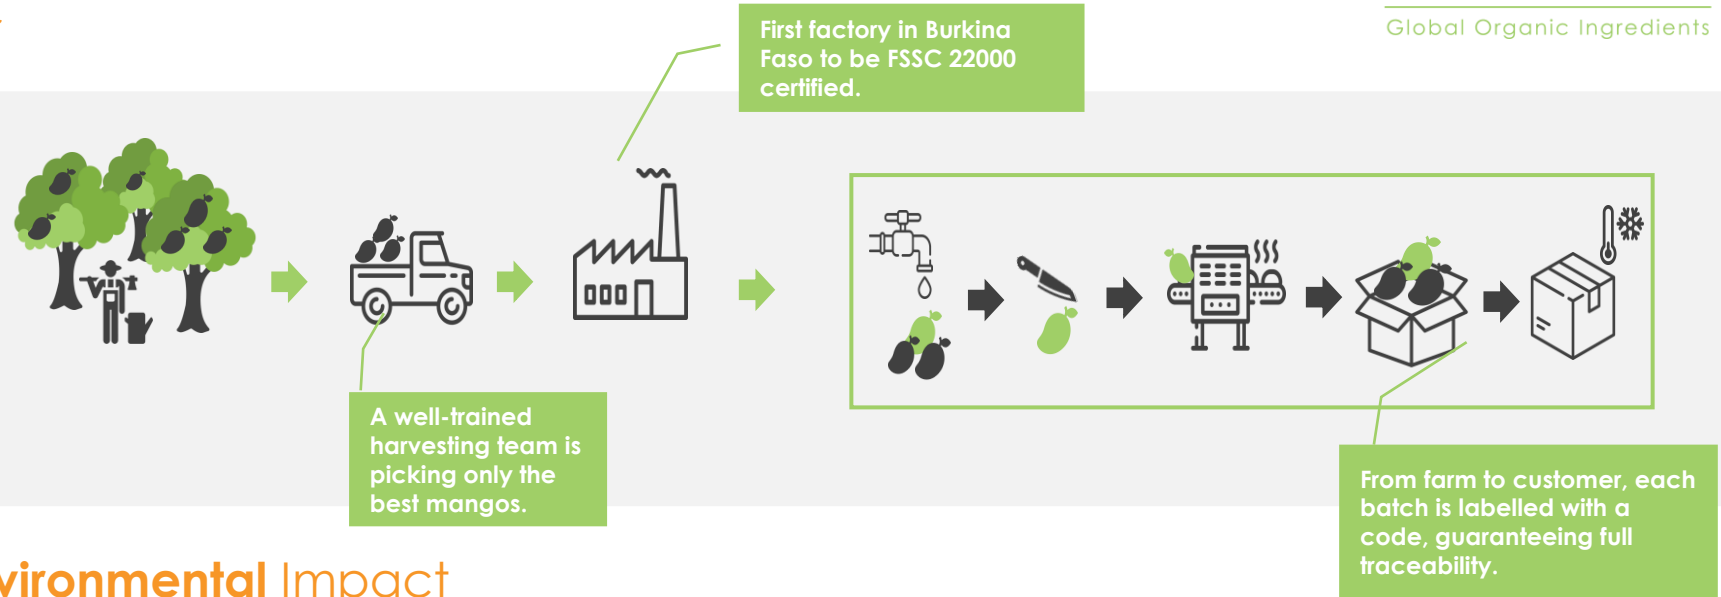 First factory in Burkina
Faso to be FSSC 22000
certified.
Global Organic Ingredients
A well-trained
harvesting team is
picking only the
best mangos.
From farm to customer, each
batch is labelled with a
code, guaranteeing full
traceability.
vironmental Impact